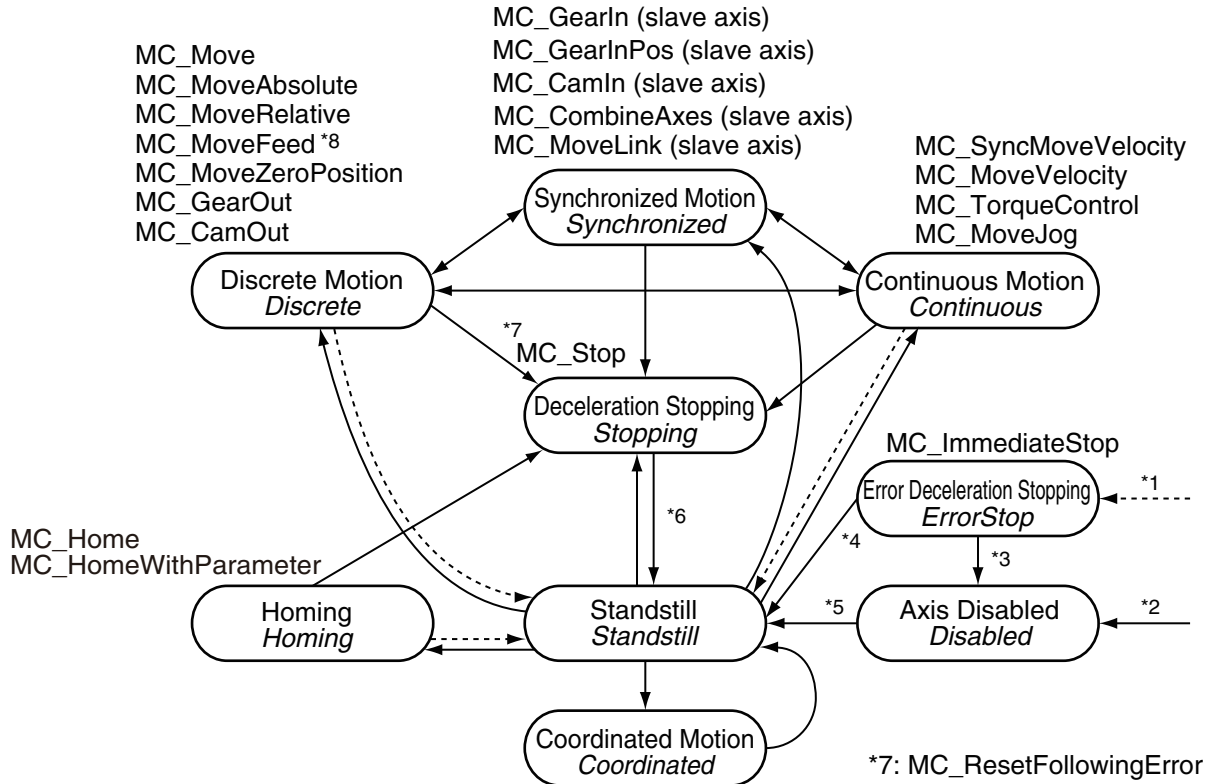 MC_GearIn (slave axis)
MC_GearInPos (slave axis)
MC_CamIn (slave axis)
MC_CombineAxes (slave axis)
MC_MoveLink (slave axis)
MC_Move
MC_MoveAbsolute
MC_MoveRelative
MC_MoveFeed *8
MC_MoveZeroPosition
MC_GearOut
MC_CamOut
MC_SyncMoveVelocity
MC_MoveVelocity
MC_TorqueControl
MC_MoveJog
Synchronized Motion
Synchronized
Discrete Motion
Discrete
Continuous Motion
Continuous
*7
MC_Stop
Deceleration Stopping
Stopping
MC_ImmediateStop
Error Deceleration Stopping
ErrorStop
*1
*6
*4
*3
MC_Home
MC_HomeWithParameter
Homing
Homing
Standstill
Standstill
*5
Axis Disabled
Disabled
*2
Coordinated Motion
Coordinated
*7: MC_ResetFollowingError